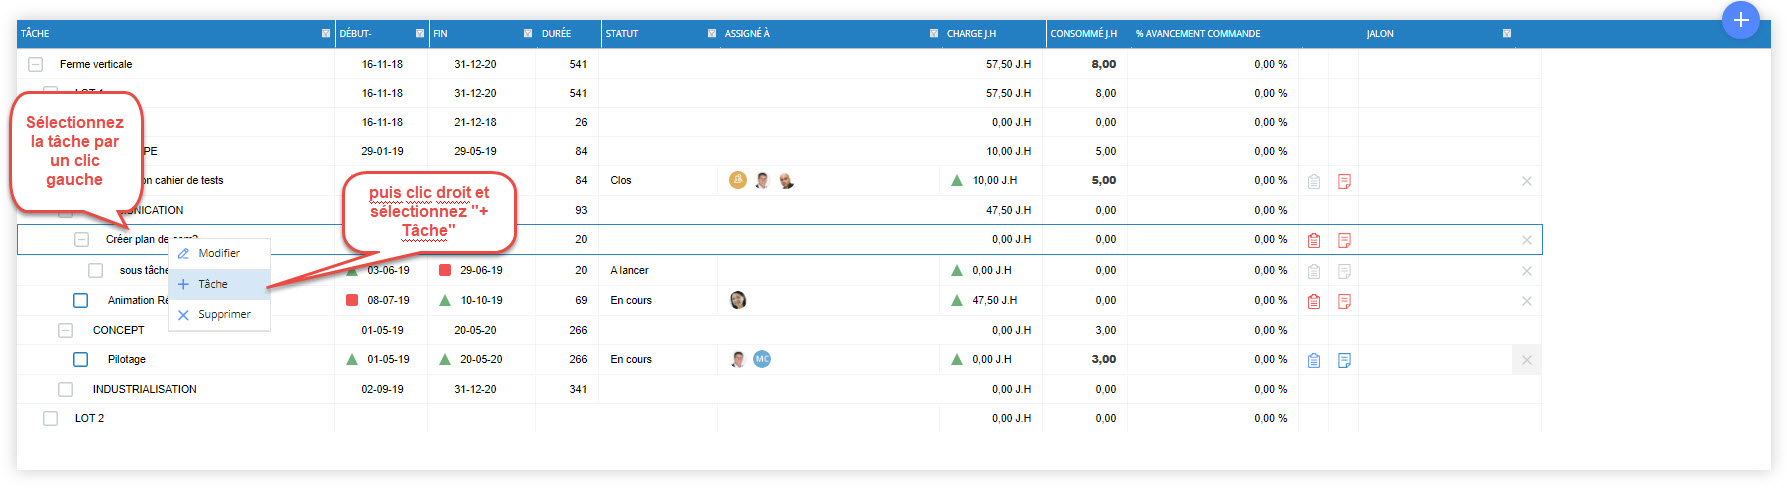 TÂCHE DÉBUT- FIN DURÉE STATUT ASSIGNÉ À CHARGE J.H CONSOMMÉ J.H % AVANCEMENT COMMANDE JALON
Ferme verticale 16-11-18 31-12-20 541 57,50 J.H 8,00 0,00 %
16-11-18 31-12-20 541 57,50 J.H 8,00 0,00 %
Sélectionnez
la tâche par
un clic
gauche
16-11-18 21-12-18 26 0,00 J.H 0,00 0,00 %
PE 29-01-19 29-05-19 84 10,00 J.H 5,00 0,00 %
on cahier de tests 84 Clos 10,00 J.H 5,00 0,00 %
puis clic droit et
sélectionnez "+
Tâche"
UNICATION 93 47,50 J.H 0,00 0,00 %
Créer plan de 20 0,00 J.H 0,00 0,00 %
Modifier
sous tâche 03-06-19 29-06-19 20 A lancer 0,00 J.H 0,00 0,00 %
Tâche
Animation Ré 08-07-19 10-10-19 69 En cours 47,50 J.H 0,00 0,00 %
Supprimer
CONCEPT 01-05-19 20-05-20 266 0,00 J.H 3,00 0,00 %
Pilotage 01-05-19 20-05-20 266 En cours MC 0,00 J.H 3,00 0,00 %
INDUSTRIALISATION 02-09-19 31-12-20 341 0,00 J.H 0,00 0,00 %
LOT 2 0,00 J.H 0,00 0,00 %